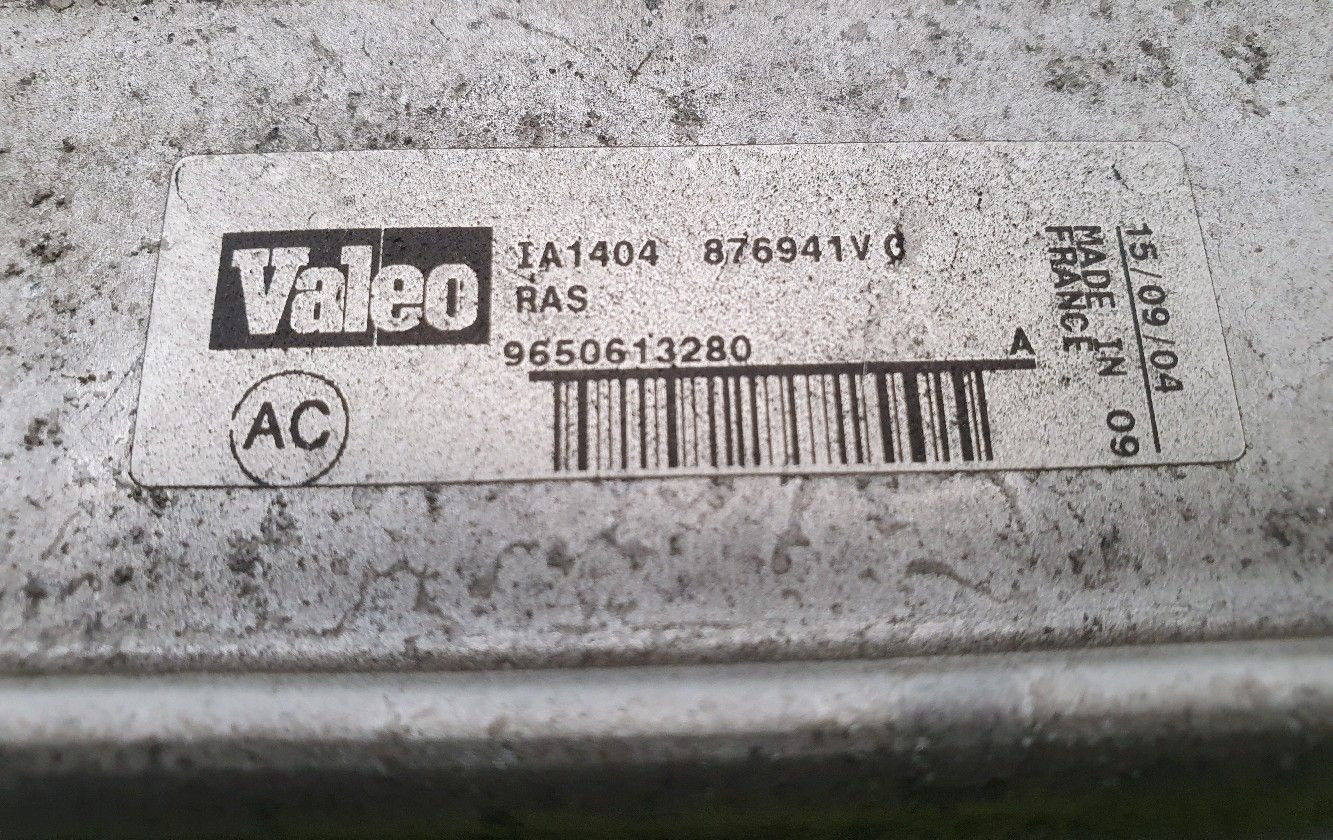 Valeo
IA1404 876941V
RAS
9650613280 A
AC
15/09/04
MADE IN 09
FRANCE